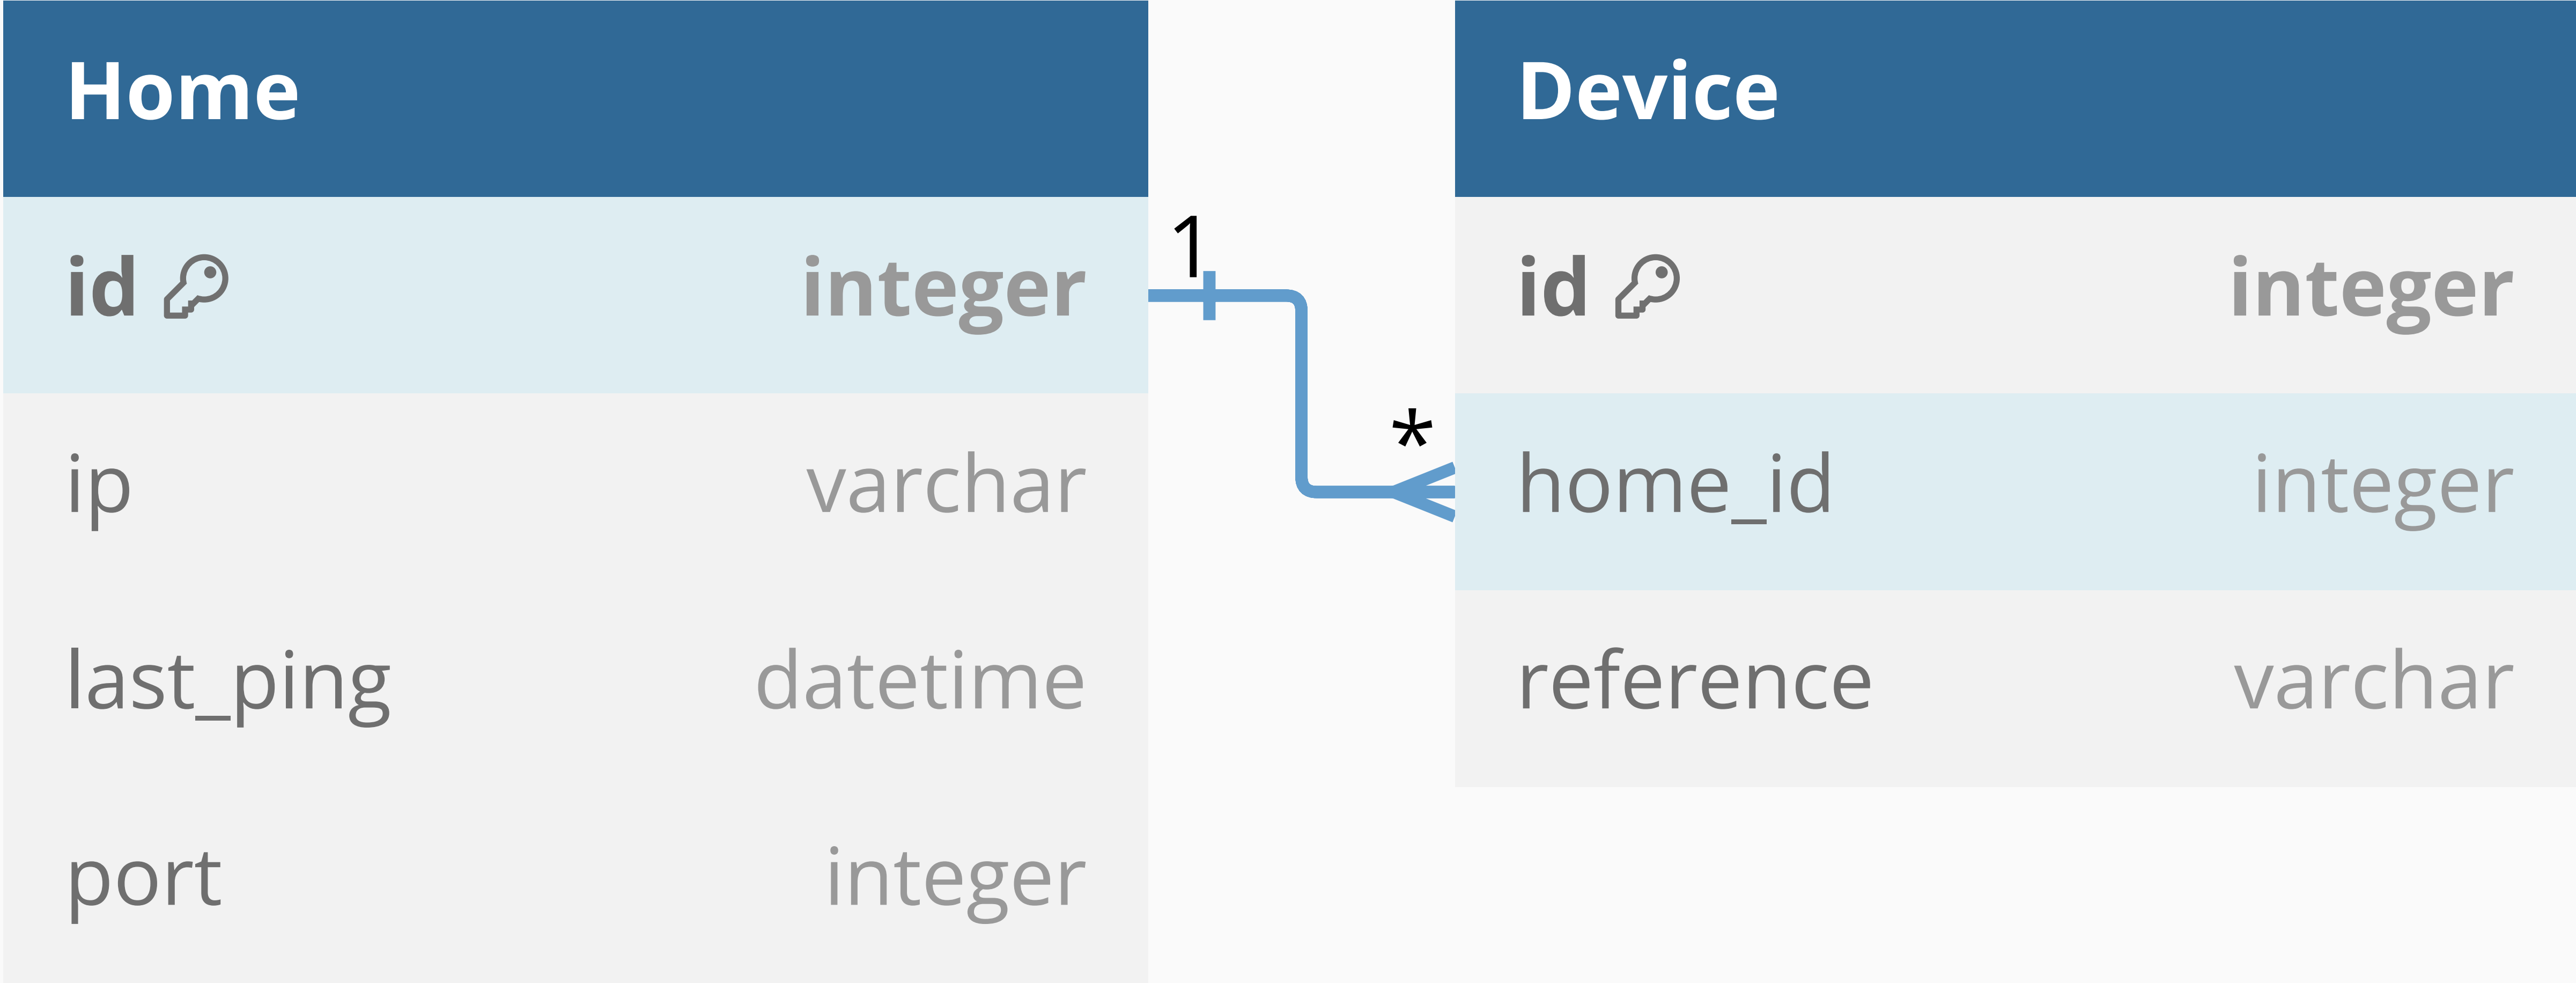 Home
id integer
ip varchar
last_ping datetime
port integer
1
*
Device
id integer
home_id integer
reference varchar